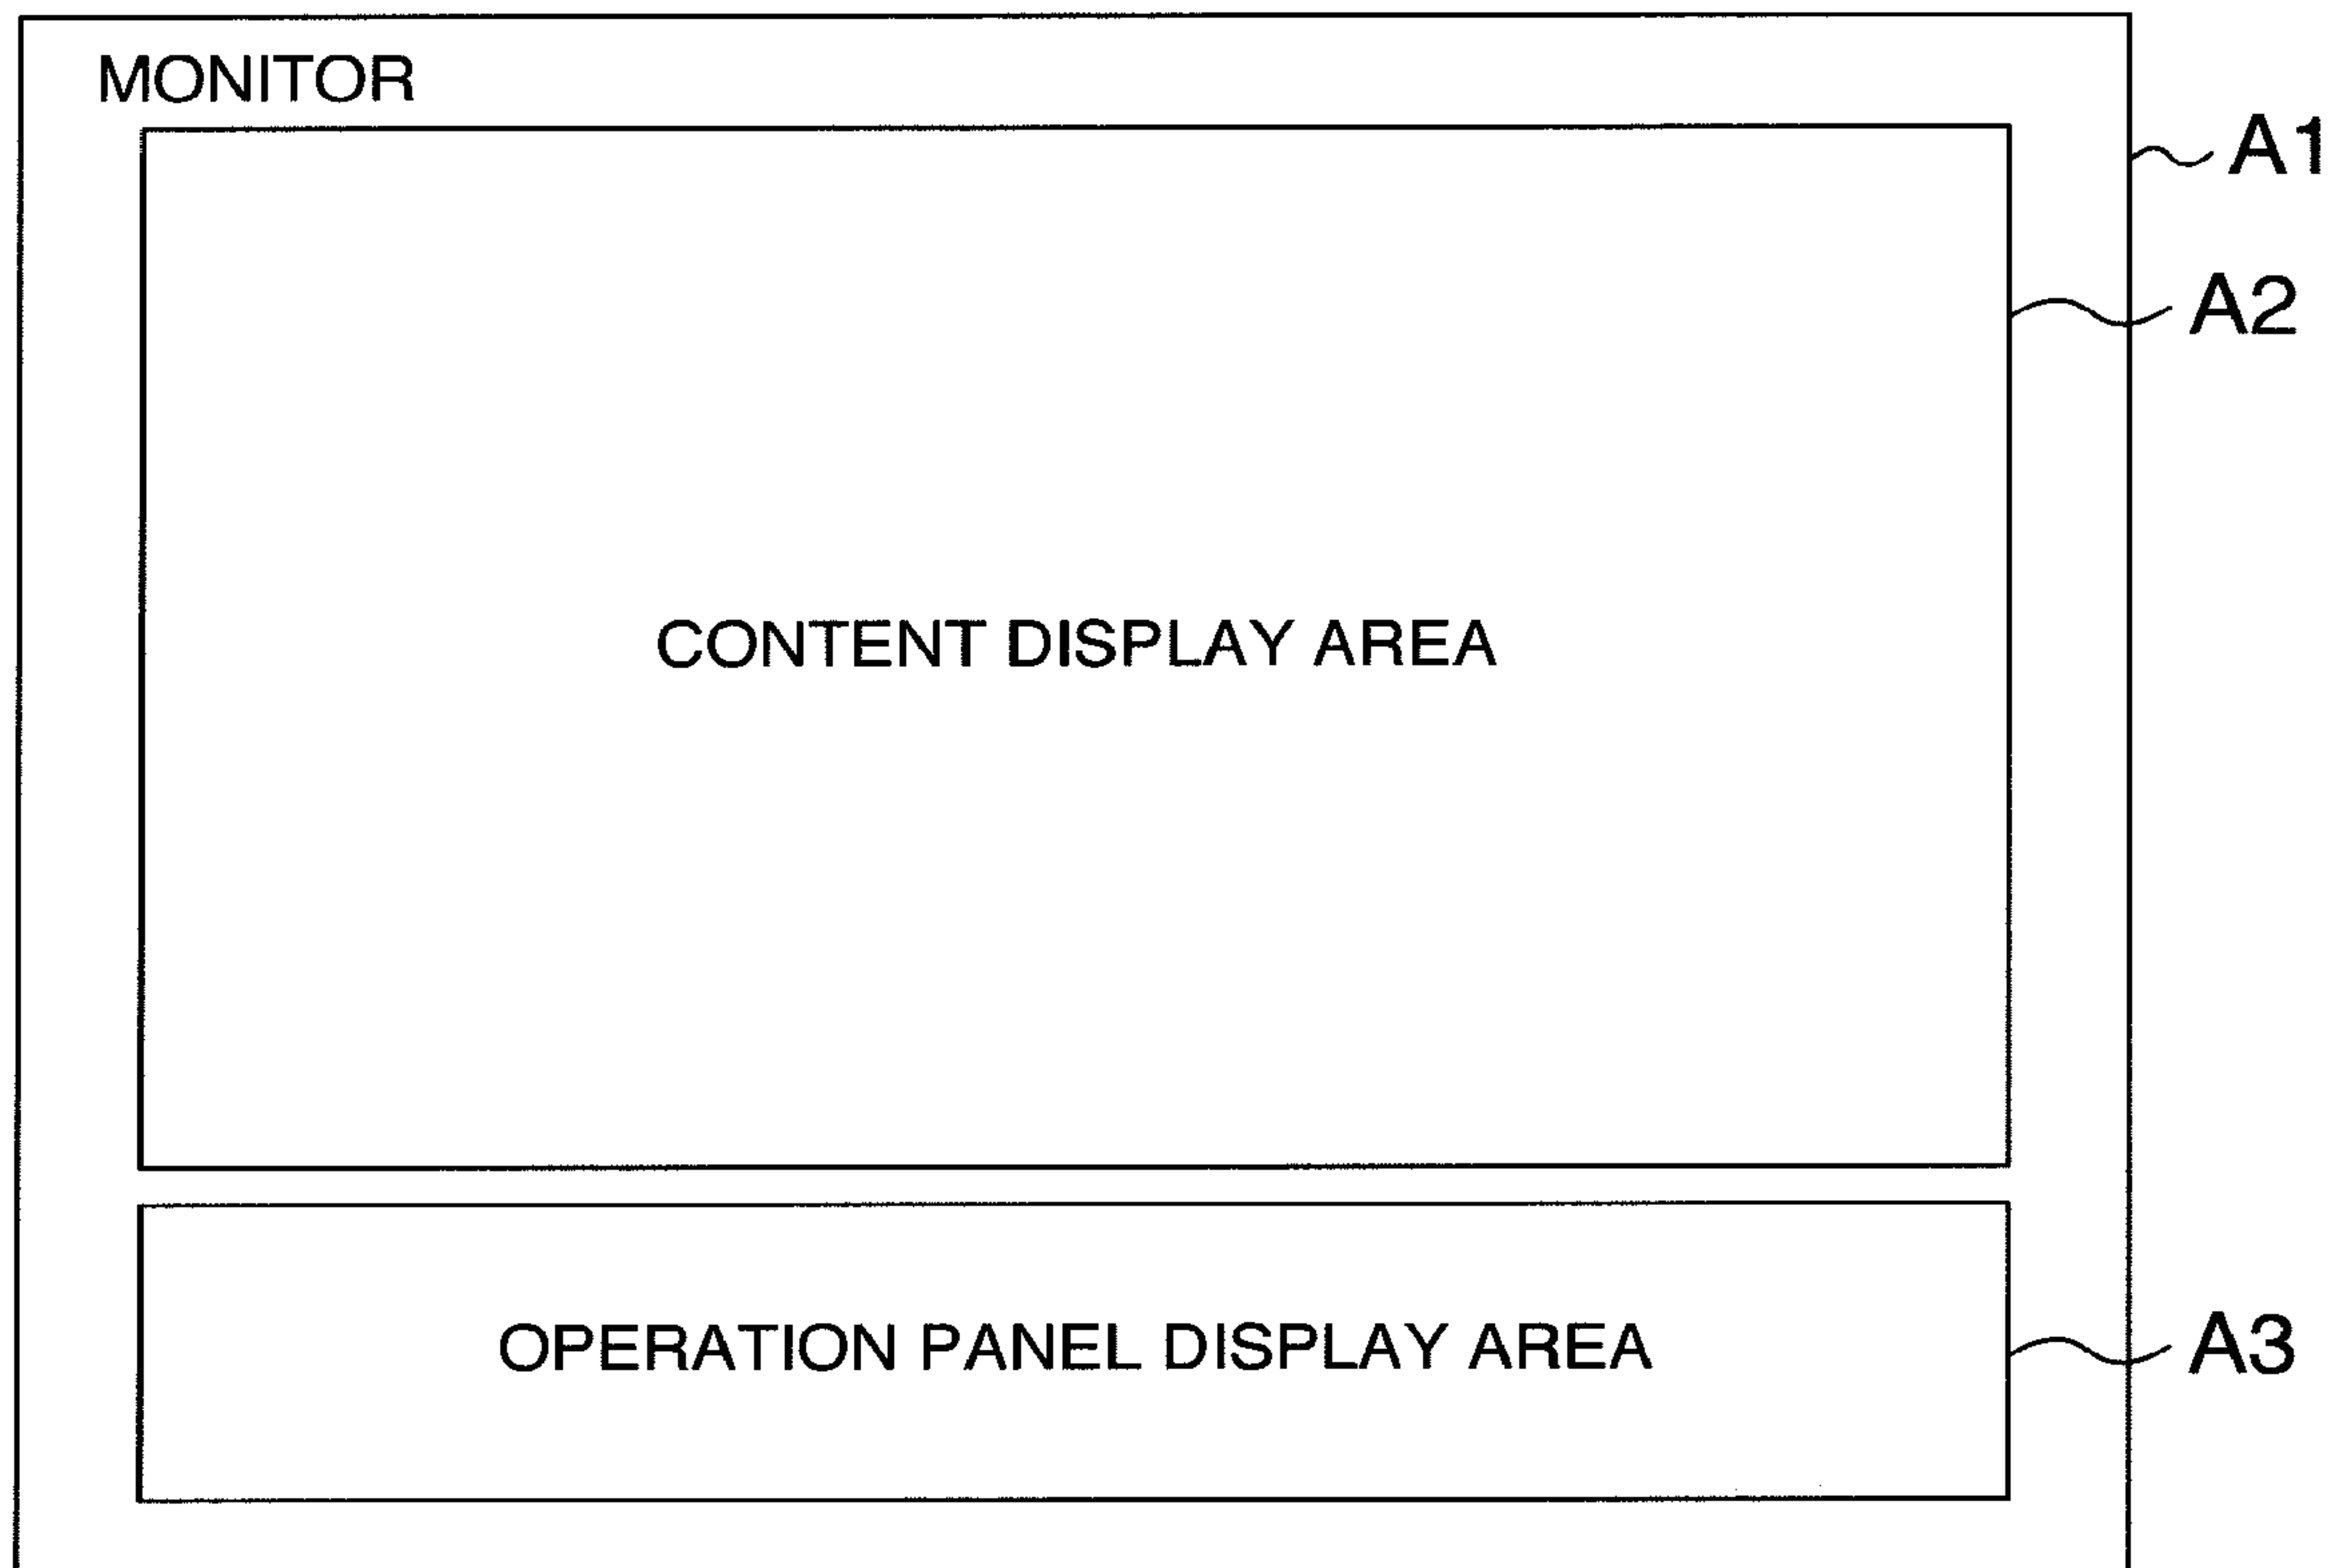 MONITOR
A1
A2
CONTENT DISPLAY AREA
OPERATION PANEL DISPLAY AREA
A3